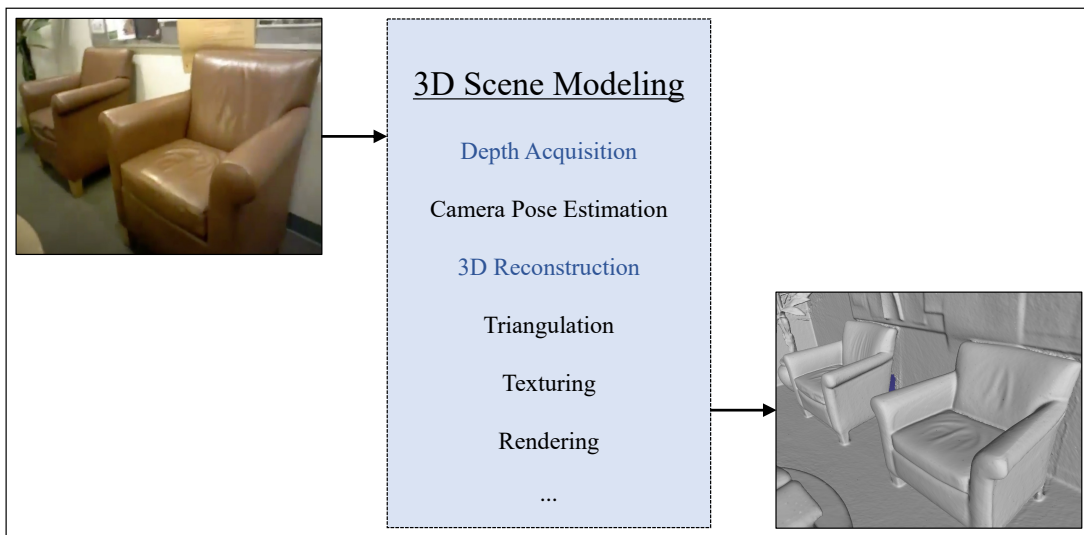 3D Scene Modeling
Depth Acquisition
Camera Pose Estimation
3D Reconstruction
Triangulation
Texturing
Rendering
...